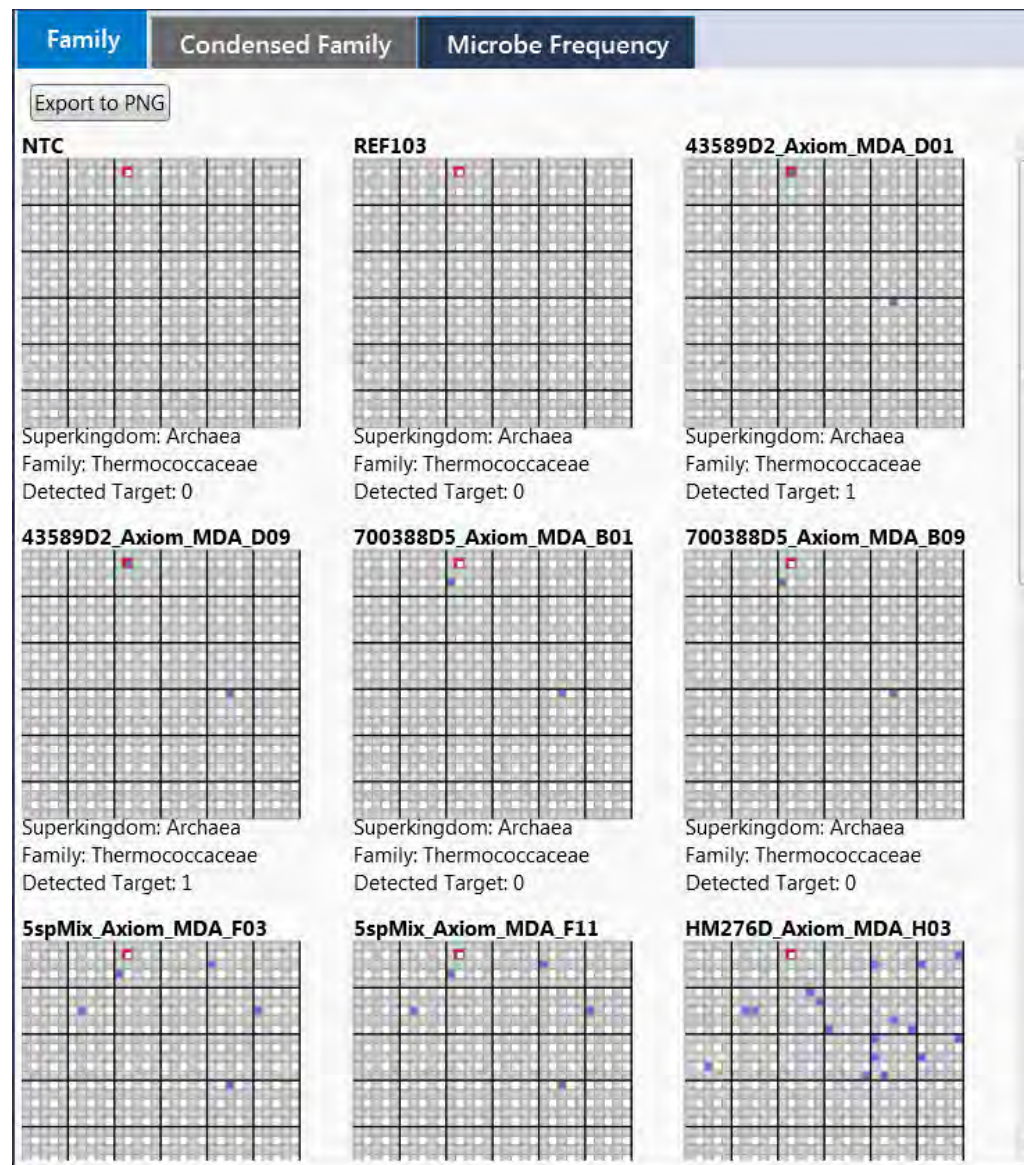 Family Condensed Family Microbe Frequency
Export to PNG
NTC REF103 43589D2_Axiom_MDA_D01
Superkingdom: Archaea Superkingdom: Archaea Superkingdom: Archaea
Family: Thermococcaceae Family: Thermococcaceae Family: Thermococcaceae
Detected Target: 0 Detected Target: 0 Detected Target: 1
43589D2_Axiom_MDA_D09 700388D5_Axiom_MDA_B01 700388D5_Axiom_MDA_B09
Superkingdom: Archaea Superkingdom: Archaea Superkingdom: Archaea
Family: Thermococcaceae Family: Thermococcaceae Family: Thermococcaceae
Detected Target: 1 Detected Target: 0 Detected Target: 0
5spMix_Axiom_MDA_F03 5spMix_Axiom_MDA_F11 HM276D_Axiom_MDA_H03